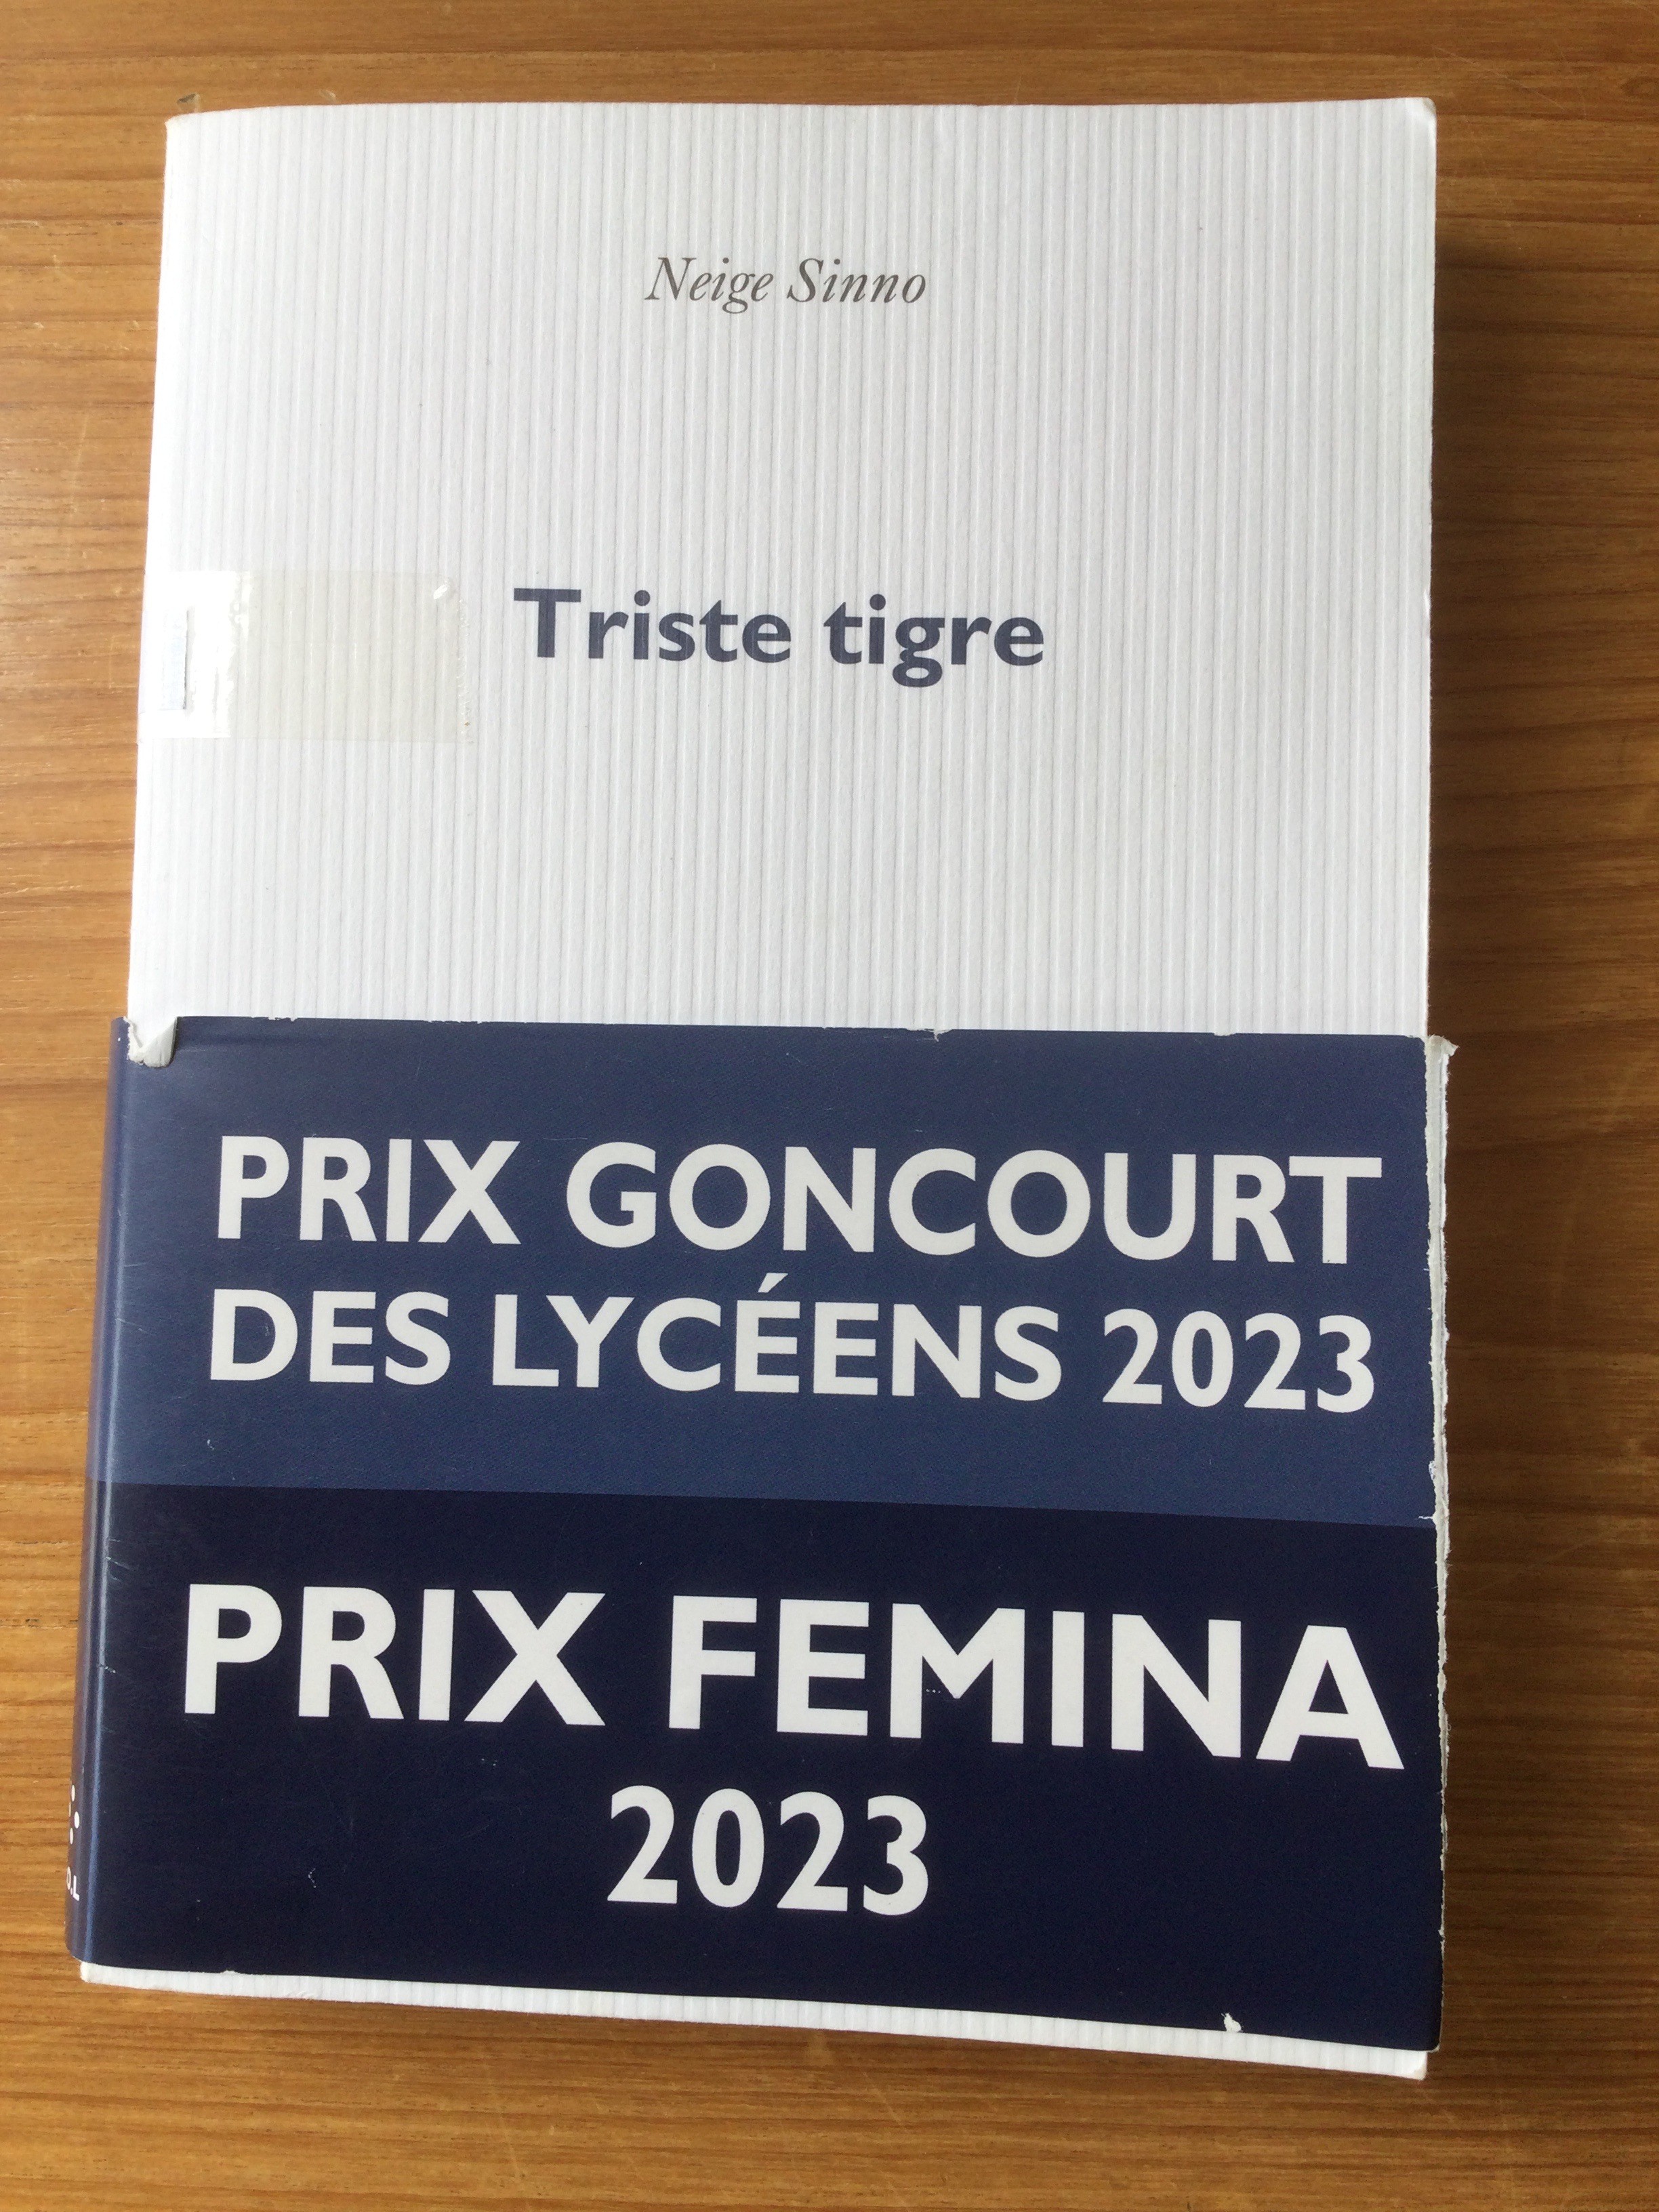 Neige Sinno
Triste tigre
PRIX GONCOURT
DES LYCÉENS 2023
PRIX FEMINA
2023